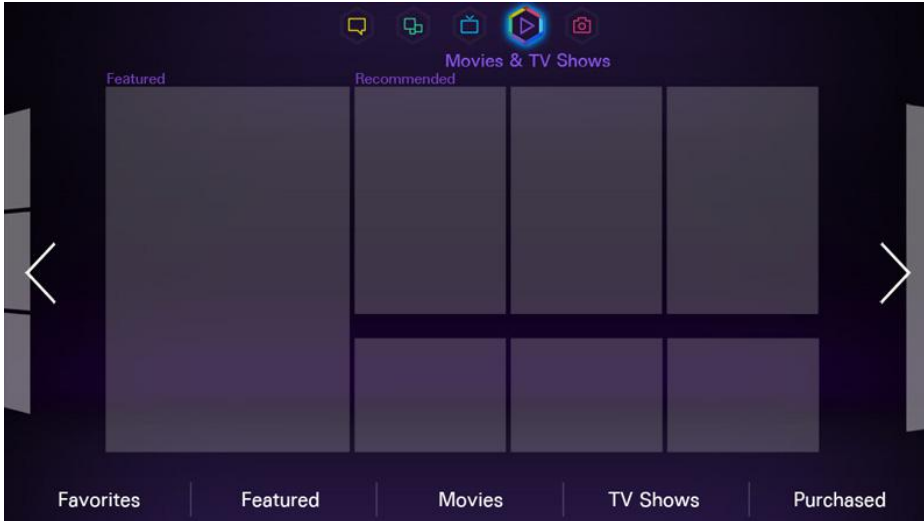 Movies & TV Shows
Featured
Recommended
Favorites
Featured
Movies
TV Shows
Purchased